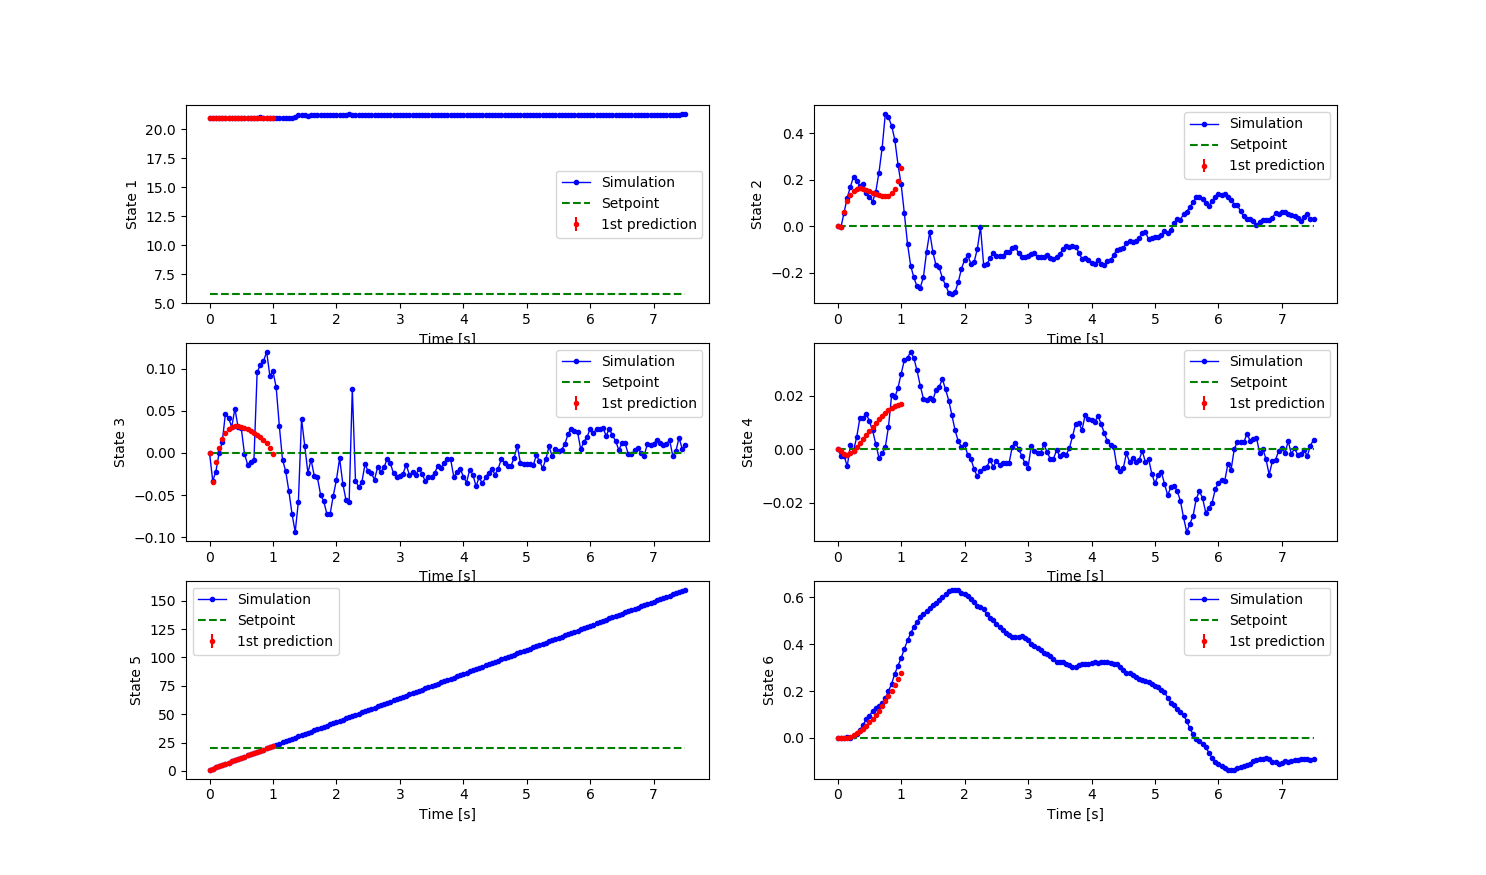 State 1
20.0
17.5
15.0
12.5
10.0
7.5
5.0
Simulation
Setpoint
1st prediction
0 1 2 3 4 5 6 7
Time [s]
State 2
0.4
0.2
0.0
−0.2
Simulation
Setpoint
1st prediction
0 1 2 3 4 5 6 7
Time [s]
State 3
0.10
0.05
0.00
−0.05
−0.10
Simulation
Setpoint
1st prediction
0 1 2 3 4 5 6 7
Time [s]
State 4
0.02
0.00
−0.02
Simulation
Setpoint
1st prediction
0 1 2 3 4 5 6 7
Time [s]
State 5
150
125
100
75
50
25
0
Simulation
Setpoint
1st prediction
0 1 2 3 4 5 6 7
Time [s]
State 6
0.6
0.4
0.2
0.0
Simulation
Setpoint
1st prediction
0 1 2 3 4 5 6 7
Time [s]